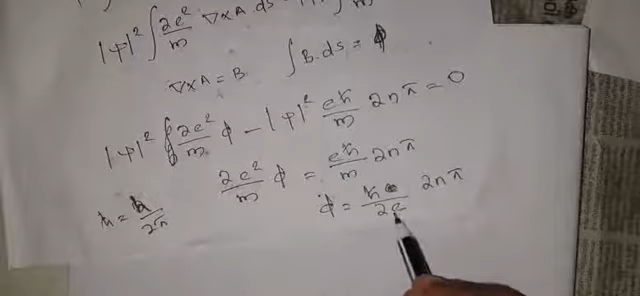 |ψ|² ∫ 2e²/m ∇×A ds =
∇×A = B ∫B.ds = ϕ
|ψ|² ∮ 2e²/m ϕ − |ψ|² eħ/m 2nπ = 0
2e²/m ϕ = eħ/m 2nπ
ħ = h/2π ϕ = ħ/2e 2nπ